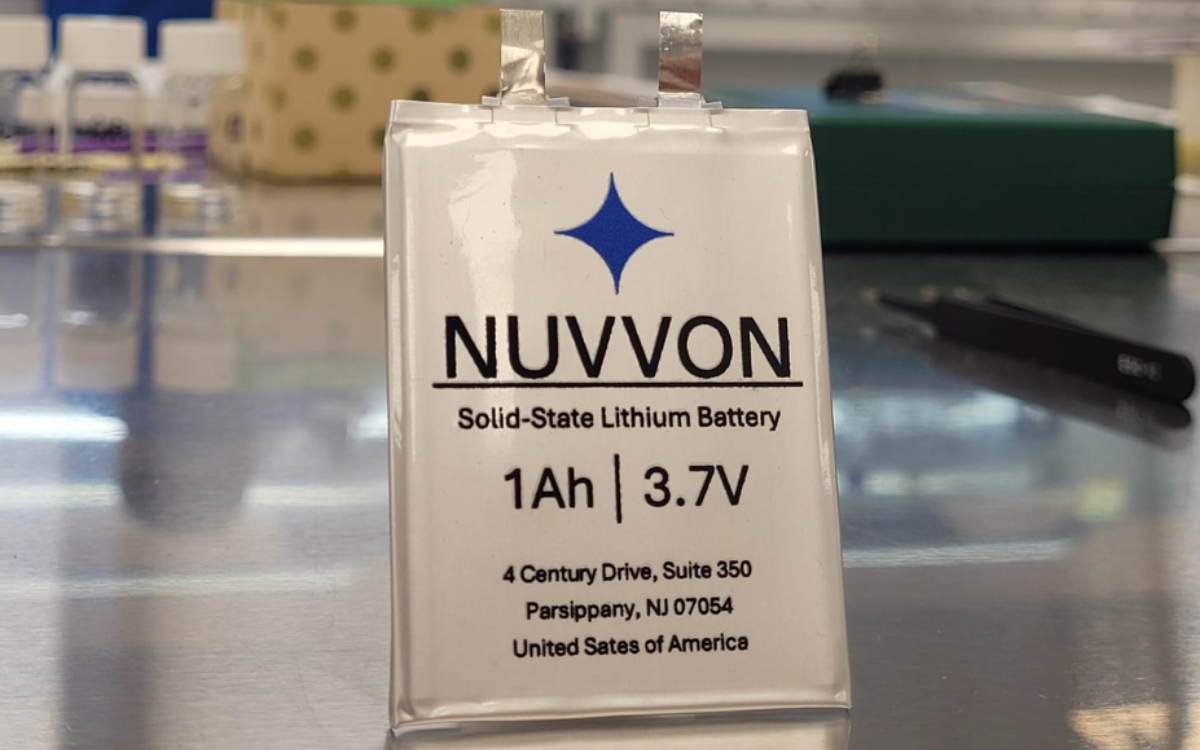 NUVVON
Solid-State Lithium Battery
1Ah | 3.7V
4 Century Drive, Suite 350
Parsippany, NJ 07054
United Sates of America